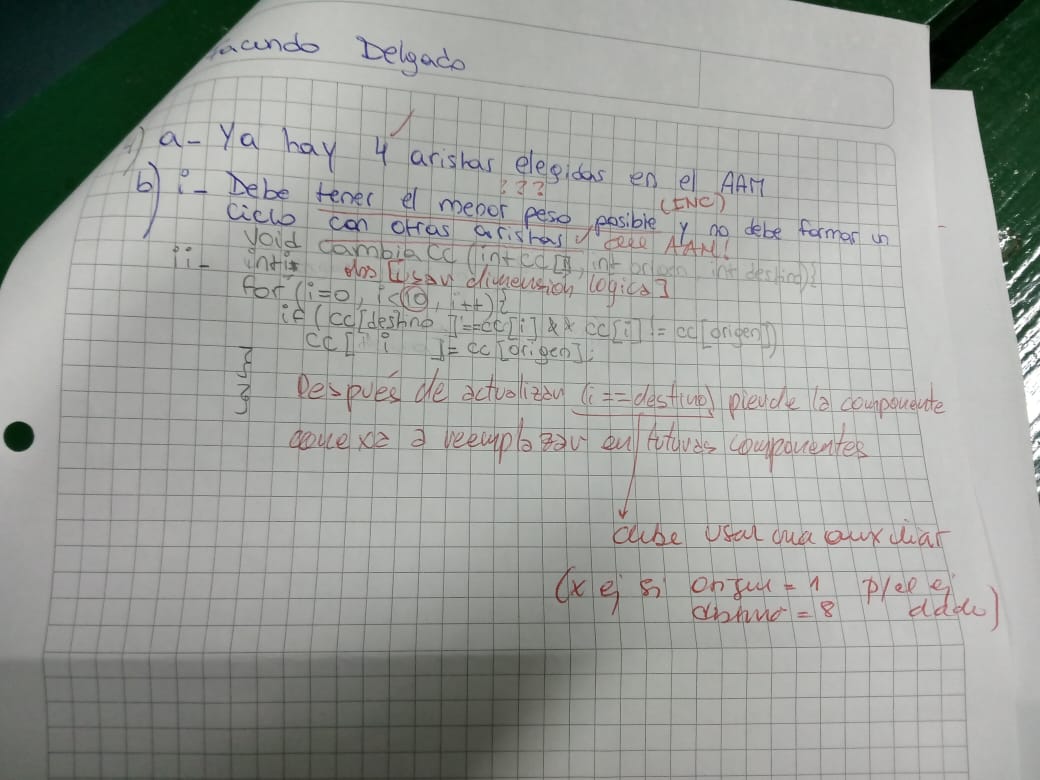 acundo Delgado
1) a- Ya hay 4 aristas elegidas en el AAM
???
b) i- Debe tener el menor peso posible y no debe formar un
(INC)
ciclo con otras aristas del AAM!
void cambiaCC (int cc[], int origen, int destino){
ii- int i; [usar dimension lógica]
for (i=0, i<10, i++){
if (cc[destino]==cc[i] && cc[i] != cc[origen])
cc[ i ]= cc[origen];
}
}
}
Después de actualizar (i==destino) pierde la componente
conexa a reemplazar en futuras componentes
debe usar una auxiliar
(x ej si origen = 1 p/el ej
destino = 8 dado)